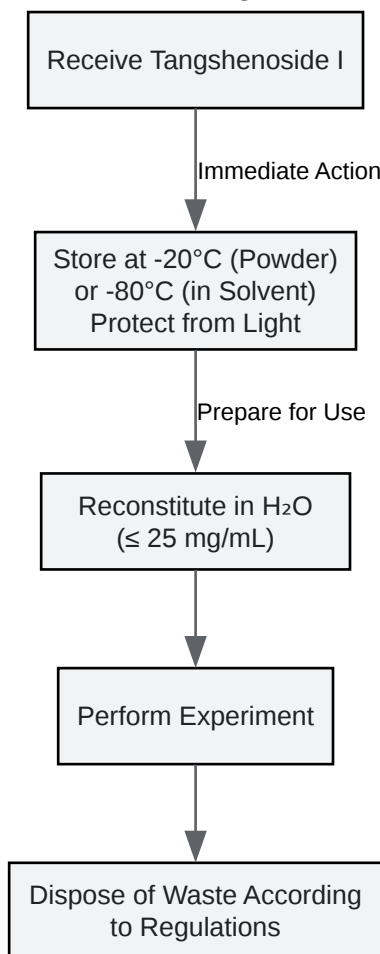 Receive Tangshenoside I
Immediate Action
Store at -20°C (Powder)
or -80°C (in Solvent)
Protect from Light
Prepare for Use
Reconstitute in H₂O
(≤ 25 mg/mL)
Perform Experiment
Dispose of Waste According
to Regulations